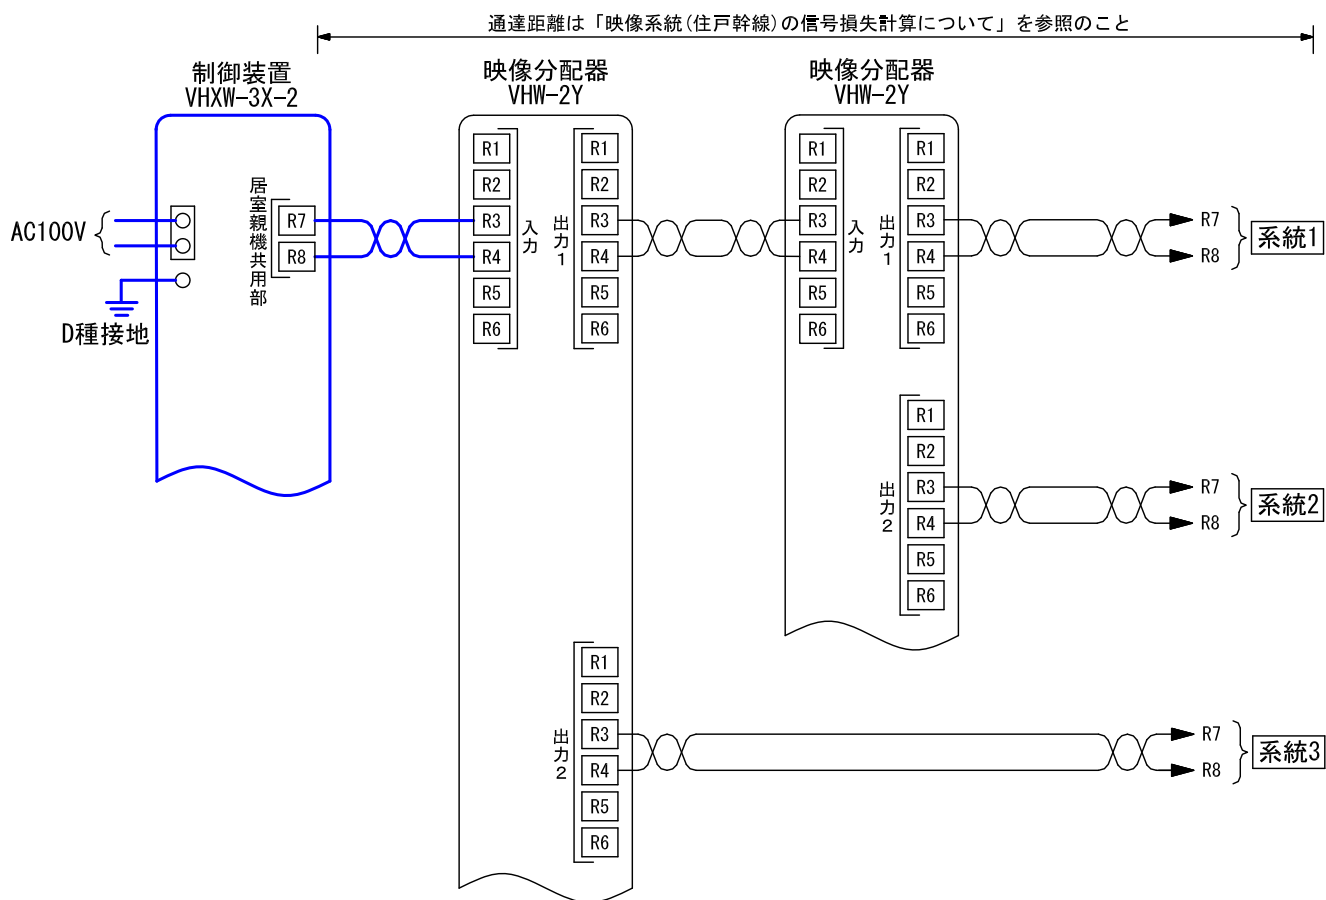 通達距離は「映像系統(住戸幹線)の信号損失計算について」を参照のこと
制御装置
VHXW-3X-2
AC100V
D種接地
居室親機共用部
R7
R8
映像分配器
VHW-2Y
R1
R2
R3
R4
R5
R6
入力
出力1
R1
R2
R3
R4
R5
R6
出力2
R1
R2
R3
R4
R5
R6
映像分配器
VHW-2Y
R1
R2
R3
R4
R5
R6
入力
出力1
R1
R2
R3
R4
R5
R6
出力2
R1
R2
R3
R4
R5
R6
R7
R8
系統1
R7
R8
系統2
R7
R8
系統3